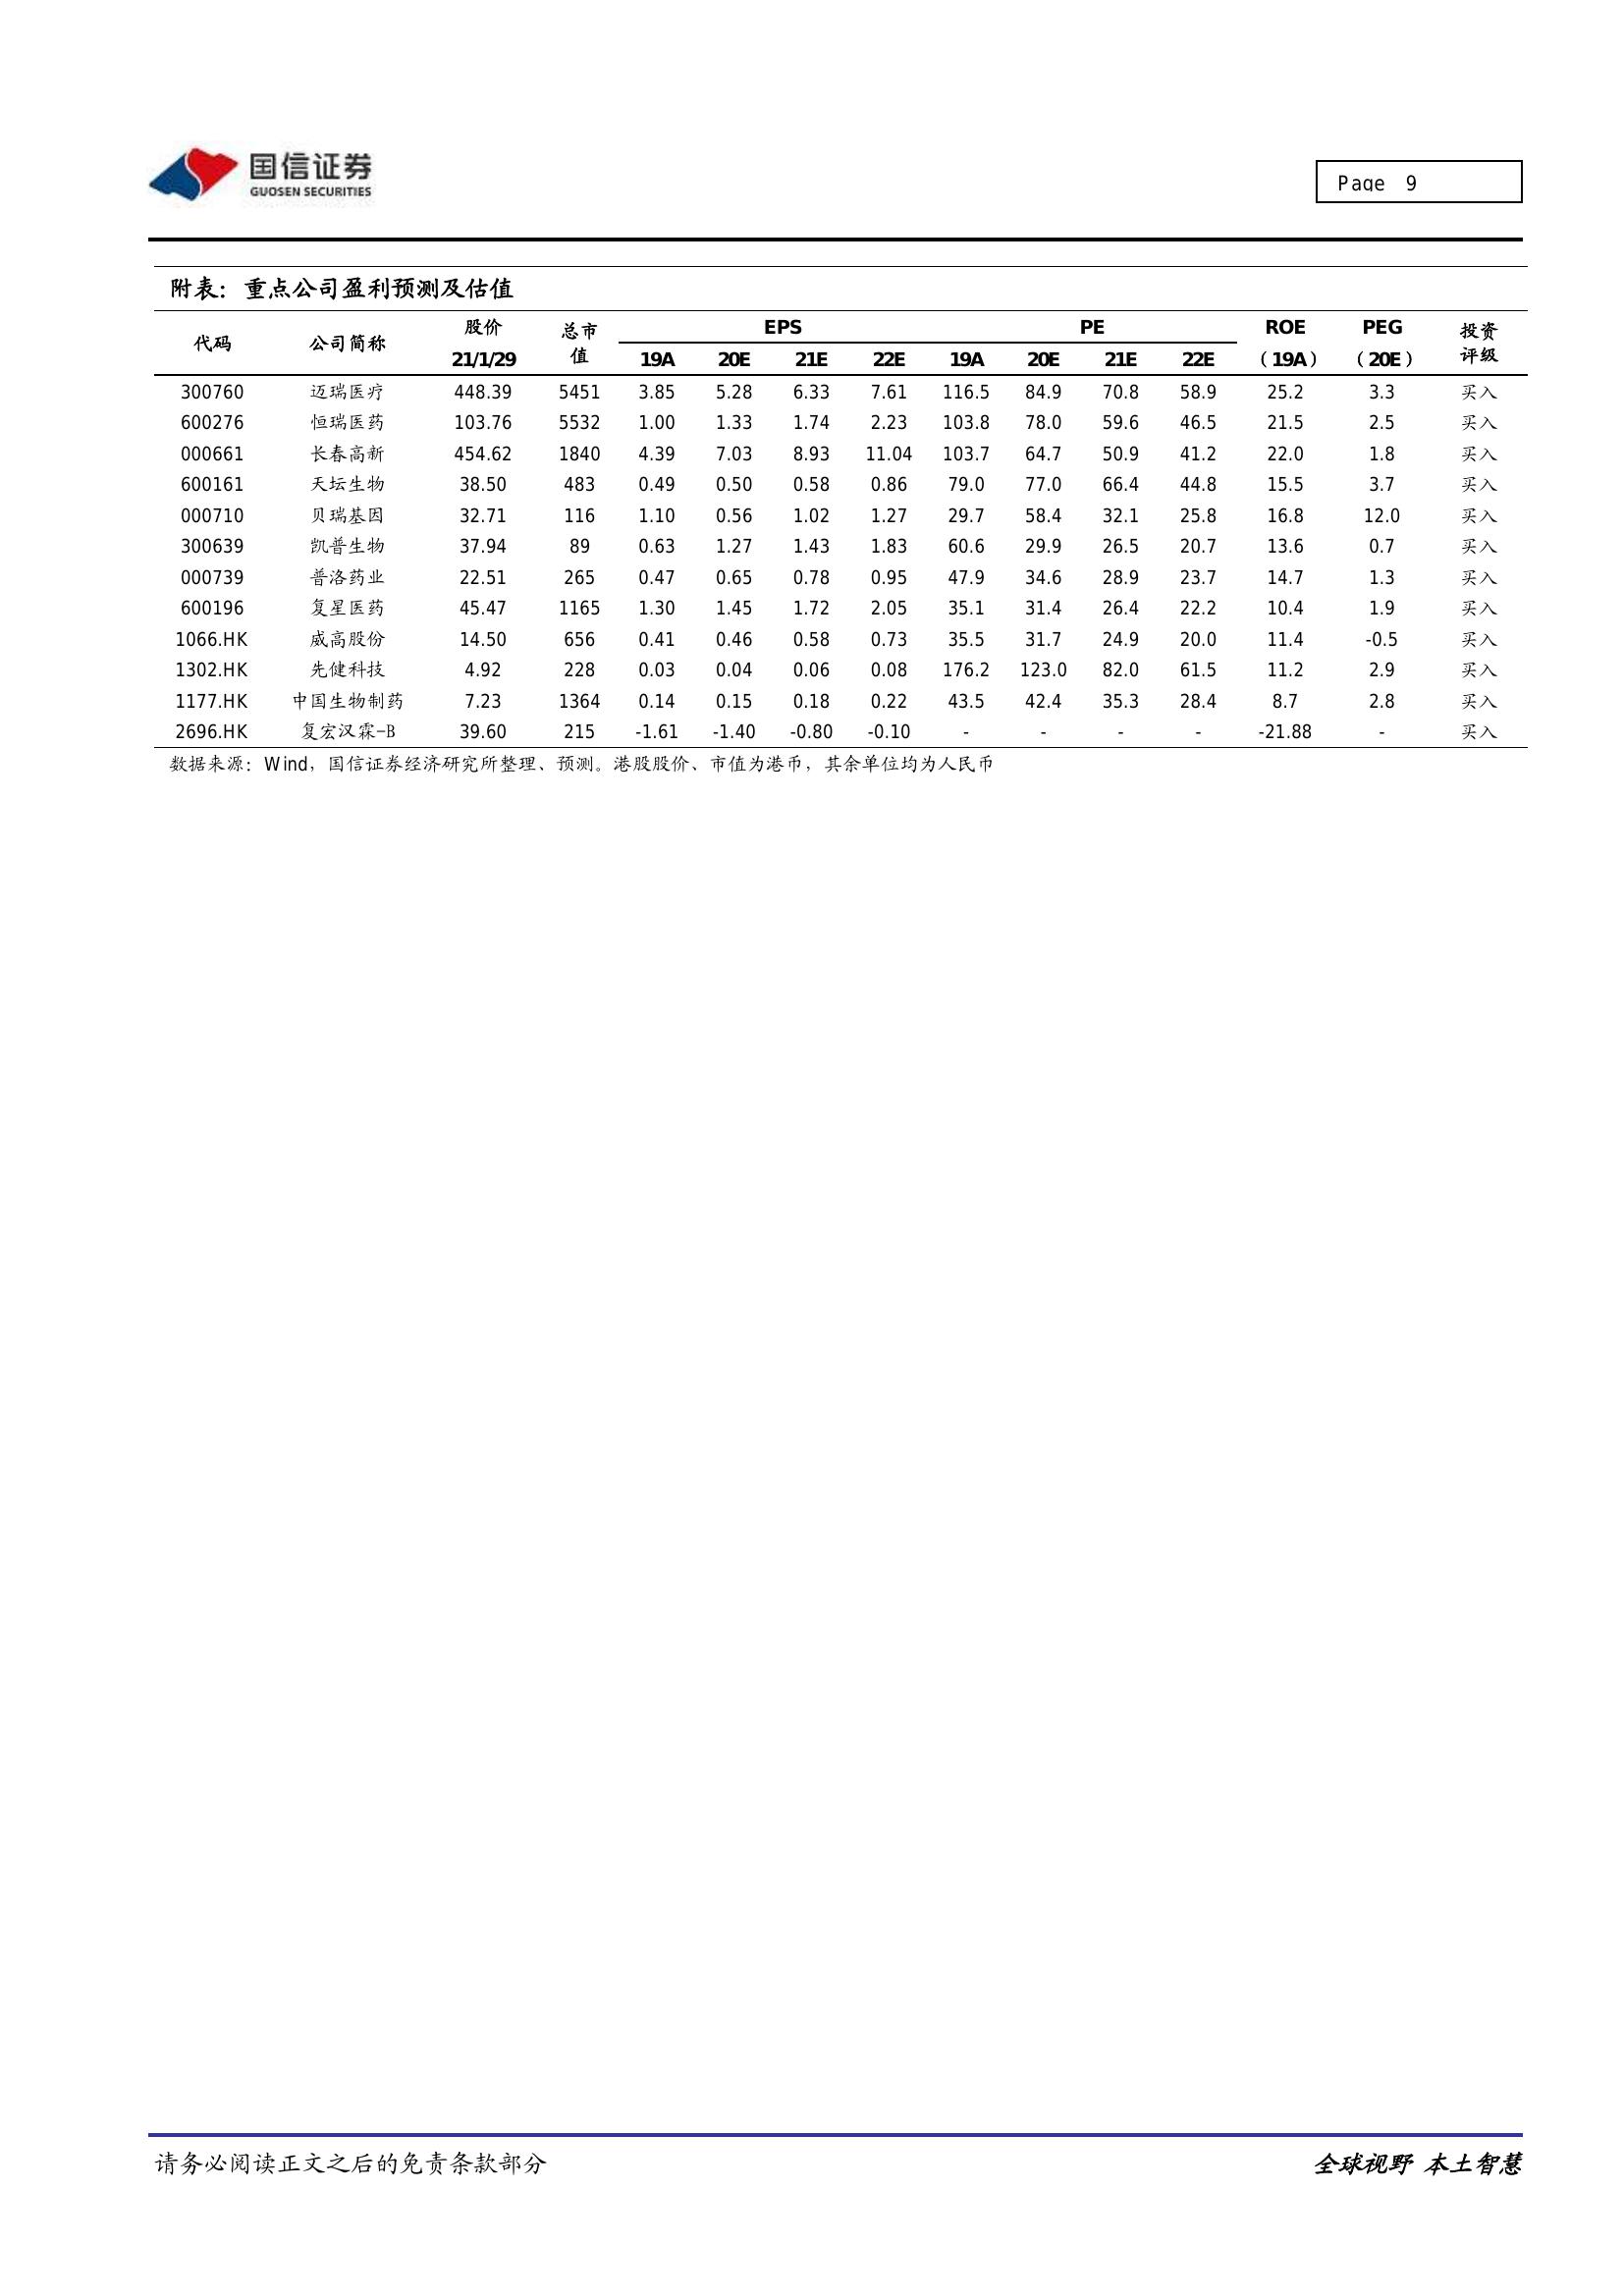 国信证券
GUOSEN SECURITIES
Page 9
附表：重点公司盈利预测及估值
代码 公司简称 股价 总市值 EPS PE ROE PEG 投资评级
21/1/29 19A 20E 21E 22E 19A 20E 21E 22E （19A） （20E）
300760 迈瑞医疗 448.39 5451 3.85 5.28 6.33 7.61 116.5 84.9 70.8 58.9 25.2 3.3 买入
600276 恒瑞医药 103.76 5532 1.00 1.33 1.74 2.23 103.8 78.0 59.6 46.5 21.5 2.5 买入
000661 长春高新 454.62 1840 4.39 7.03 8.93 11.04 103.7 64.7 50.9 41.2 22.0 1.8 买入
600161 天坛生物 38.50 483 0.49 0.50 0.58 0.86 79.0 77.0 66.4 44.8 15.5 3.7 买入
000710 贝瑞基因 32.71 116 1.10 0.56 1.02 1.27 29.7 58.4 32.1 25.8 16.8 12.0 买入
300639 凯普生物 37.94 89 0.63 1.27 1.43 1.83 60.6 29.9 26.5 20.7 13.6 0.7 买入
000739 普洛药业 22.51 265 0.47 0.65 0.78 0.95 47.9 34.6 28.9 23.7 14.7 1.3 买入
600196 复星医药 45.47 1165 1.30 1.45 1.72 2.05 35.1 31.4 26.4 22.2 10.4 1.9 买入
1066.HK 威高股份 14.50 656 0.41 0.46 0.58 0.73 35.5 31.7 24.9 20.0 11.4 -0.5 买入
1302.HK 先健科技 4.92 228 0.03 0.04 0.06 0.08 176.2 123.0 82.0 61.5 11.2 2.9 买入
1177.HK 中国生物制药 7.23 1364 0.14 0.15 0.18 0.22 43.5 42.4 35.3 28.4 8.7 2.8 买入
2696.HK 复宏汉霖-B 39.60 215 -1.61 -1.40 -0.80 -0.10 - - - - -21.88 - 买入
数据来源：Wind，国信证券经济研究所整理、预测。港股股价、市值为港币，其余单位均为人民币
请务必阅读正文之后的免责条款部分
全球视野 本土智慧